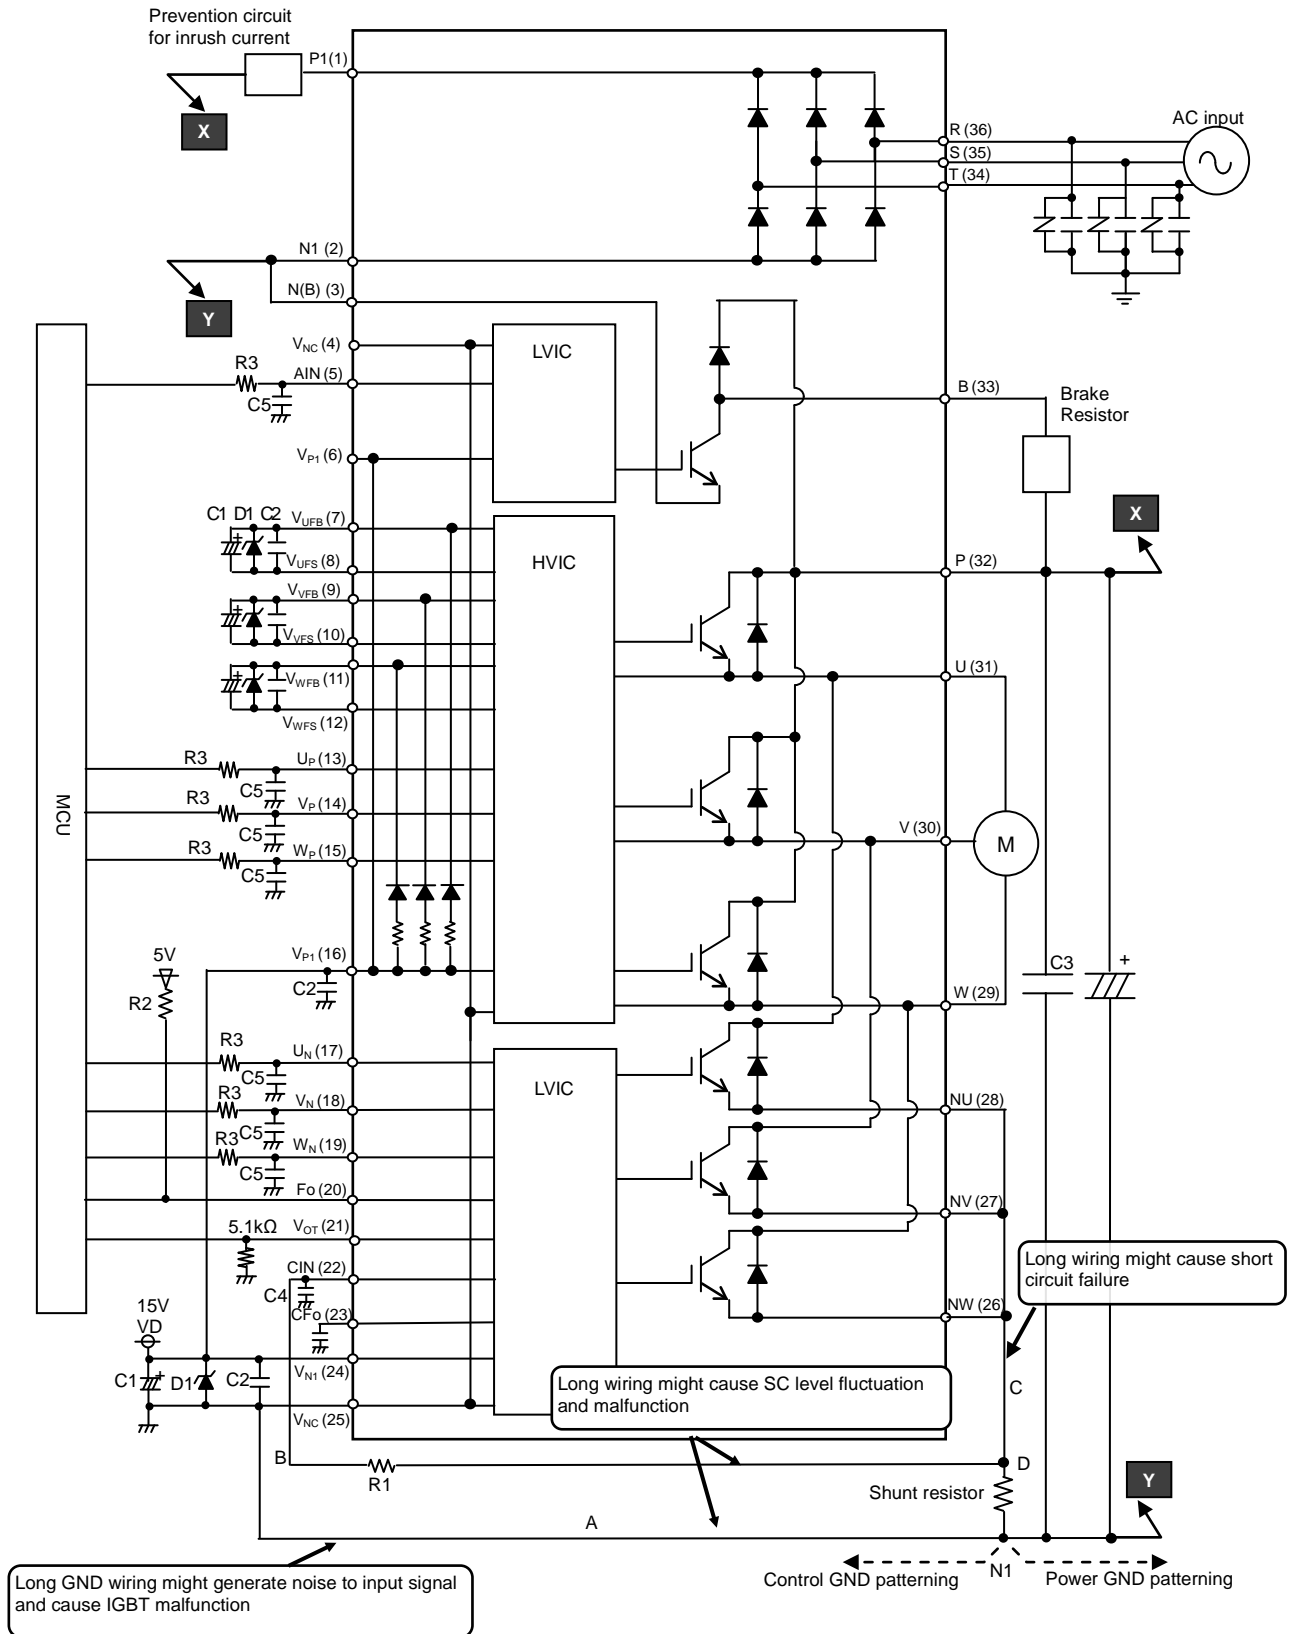 Prevention circuit
for inrush current
P1(1)
X
R (36)
S (35)
T (34)
AC input
N1 (2)
N(B) (3)
Y
VNC (4)
LVIC
R3
AIN (5)
C5
B (33)
Brake
Resistor
VP1 (6)
C1 D1 C2
VUFB (7)
VUFS (8)
HVIC
X
P (32)
VVFB (9)
VVFS (10)
VWFB (11)
VWFS (12)
U (31)
R3
UP (13)
C5
R3
VP (14)
C5
R3
WP (15)
C5
MCU
V (30)
M
5V
R2
VP1 (16)
C2
C3
+
W (29)
R3
UN (17)
C5
LVIC
R3
VN (18)
C5
NU (28)
R3
WN (19)
C5
Fo (20)
NV (27)
5.1kΩ
VOT (21)
CIN (22)
C4
CFo (23)
Long wiring might cause short
circuit failure
NW (26)
15V
VD
C1
+
D1
C2
VN1 (24)
VNC (25)
Long wiring might cause SC level fluctuation
and malfunction
C
B
R1
D
Shunt resistor
Y
A
N1
Control GND patterning
Power GND patterning
Long GND wiring might generate noise to input signal
and cause IGBT malfunction